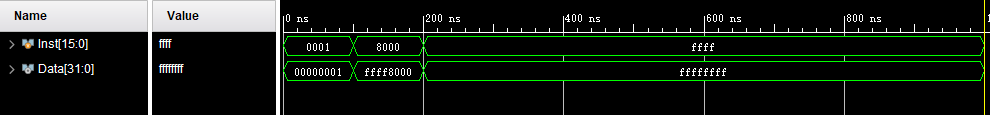 Name Value 0 ns 200 ns 400 ns 600 ns 800 ns 1
Inst[15:0] ffff 0001 8000 ffff
Data[31:0] ffffffff 00000001 ffff8000 ffffffff